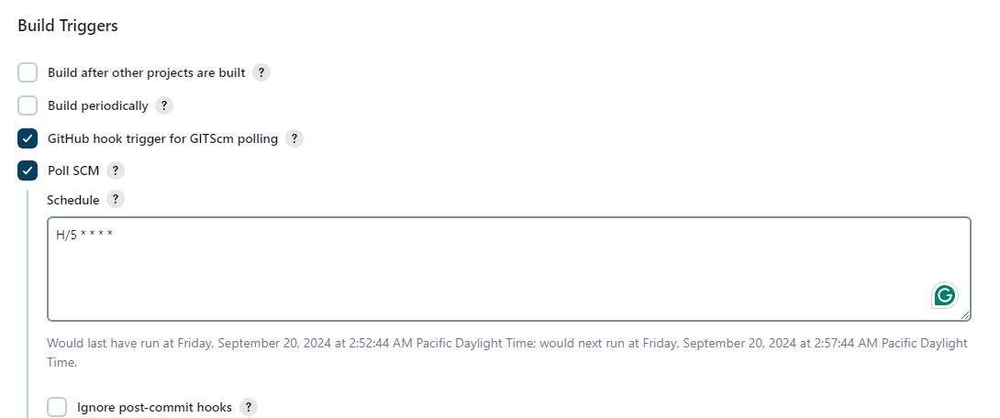 Build Triggers
Build after other projects are built ?
Build periodically ?
GitHub hook trigger for GITScm polling ?
Poll SCM ?
Schedule ?
H/5 * * * *
G
Would last have run at Friday, September 20, 2024 at 2:52:44 AM Pacific Daylight Time; would next run at Friday, September 20, 2024 at 2:57:44 AM Pacific Daylight
Time.
Ignore post-commit hooks ?